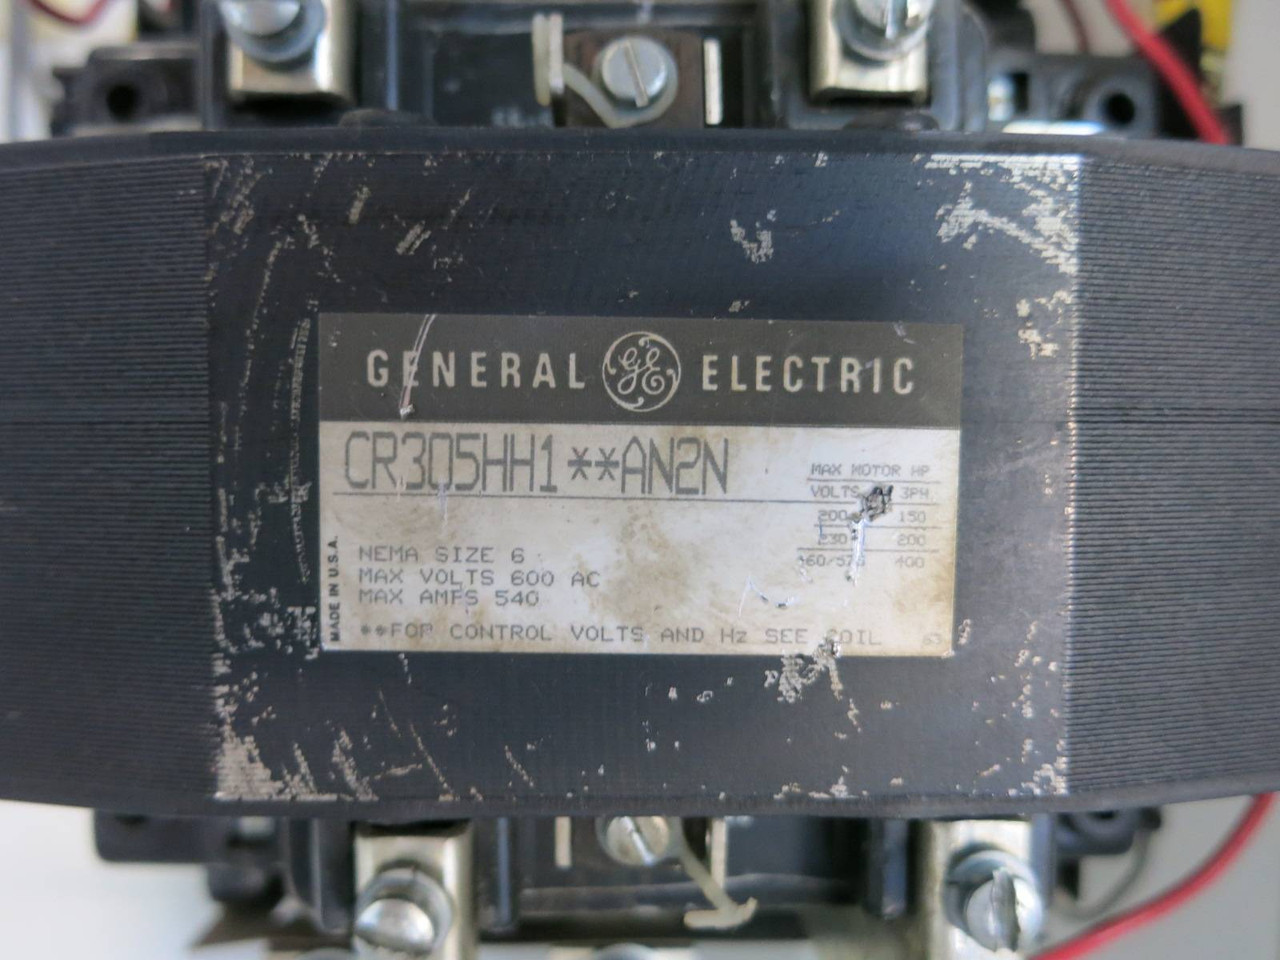 GENERAL GE ELECTRIC
CR305HH1**AN2N
MAX MOTOR HP
VOLTS 3PH.
200 150
230 200
460/575 400
NEMA SIZE 6
MAX VOLTS 600 AC
MAX AMPS 540
**FOR CONTROL VOLTS AND Hz SEE COIL
MADE IN U.S.A.